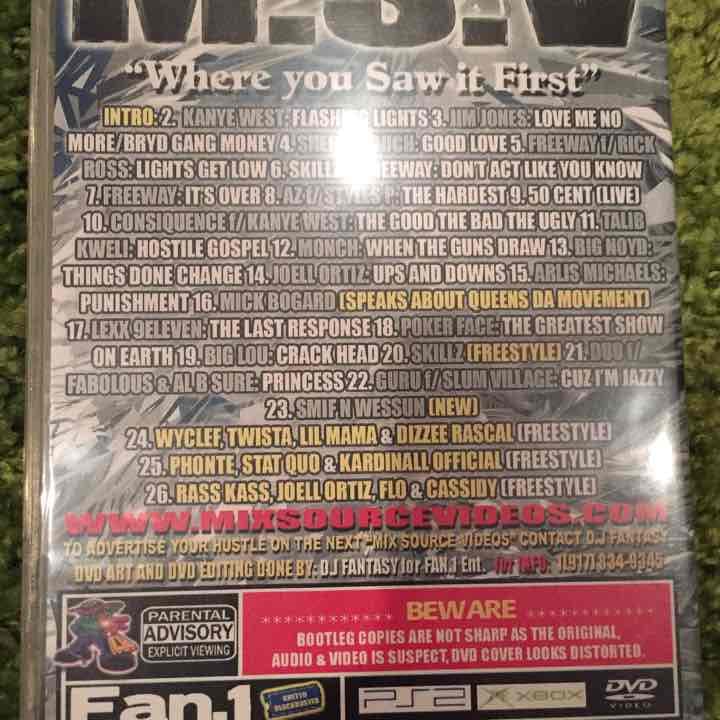 M.S.V
"Where you Saw it First"
INTRO: 2. KANYE WEST: FLASHING LIGHTS 3. JIM JONES: LOVE ME NO
MORE/BRYD GANG MONEY 4. GOOD LOVE 5. FREEWAY f/ RICK
ROSS: LIGHTS GET LOW 6. SKILLZ FREEWAY: DON'T ACT LIKE YOU KNOW
7. FREEWAY: IT'S OVER 8. AZ f/ STYLES P: THE HARDEST 9. 50 CENT (LIVE)
10. CONSIQUENCE f/ KANYE WEST: THE GOOD THE BAD THE UGLY 11. TALIB
KWELI: HOSTILE GOSPEL 12. MONCH: WHEN THE GUNS DRAW 13. BIG NOYD:
THINGS DONE CHANGE 14. JOELL ORTIZ: UPS AND DOWNS 15. ARLIS MICHAELS:
PUNISHMENT 16. MICK BOGARD (SPEAKS ABOUT QUEENS DA MOVEMENT)
17. LEXX 9ELEVEN: THE LAST RESPONSE 18. POKER FACE: THE GREATEST SHOW
ON EARTH 19. BIG LOU: CRACK HEAD 20. SKILLZ (FREESTYLE) 21. DUO f/
FABOLOUS & AL B SURE: PRINCESS 22. GURU f/ SLUM VILLAGE: CUZ I'M JAZZY
23. SMIF N WESSUN (NEW)
24. WYCLEF, TWISTA, LIL MAMA & DIZZEE RASCAL (FREESTYLE)
25. PHONTE, STAT QUO & KARDINALL OFFICIAL (FREESTYLE)
26. RASS KASS, JOELL ORTIZ, FLO & CASSIDY (FREESTYLE)
WWW.MIXSOURCEVIDEOS.COM
TO ADVERTISE YOUR HUSTLE ON THE NEXT "MIX SOURCE VIDEOS" CONTACT DJ FANTASY
DVD ART AND DVD EDITING DONE BY: DJ FANTASY for FAN.1 Ent. for INFO: 1(917) 334-0345
PARENTAL
ADVISORY
EXPLICIT VIEWING
************ BEWARE ************
BOOTLEG COPIES ARE NOT SHARP AS THE ORIGINAL,
AUDIO & VIDEO IS SUSPECT, DVD COVER LOOKS DISTORTED.
Fan.1
GHETTO
BLOCKBUSTER
PS2
XBOX
DVD
VIDEO